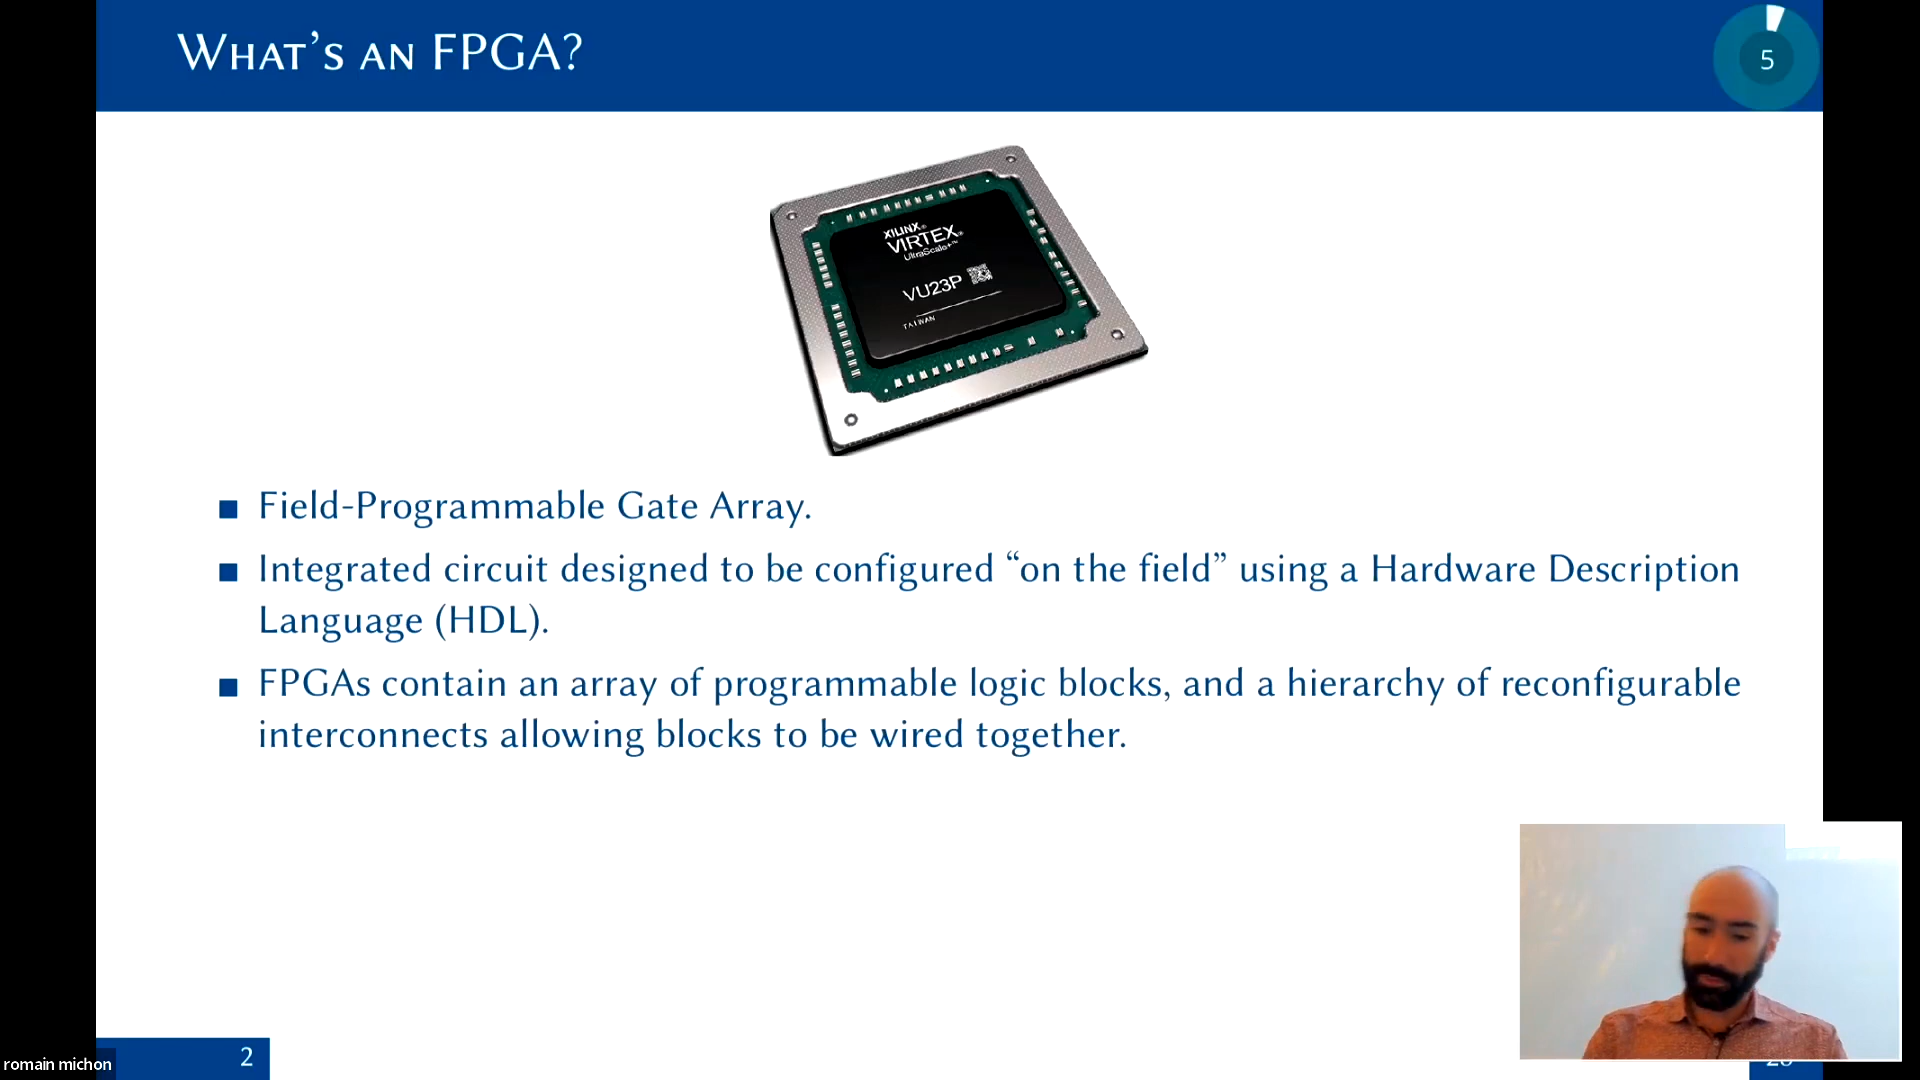 What's an FPGA?
5
XILINX®
VIRTEX®
UltraScale+™
VU23P
TAIWAN
■ Field-Programmable Gate Array.
■ Integrated circuit designed to be configured “on the field” using a Hardware Description
Language (HDL).
■ FPGAs contain an array of programmable logic blocks, and a hierarchy of reconfigurable
interconnects allowing blocks to be wired together.
2
romain michon